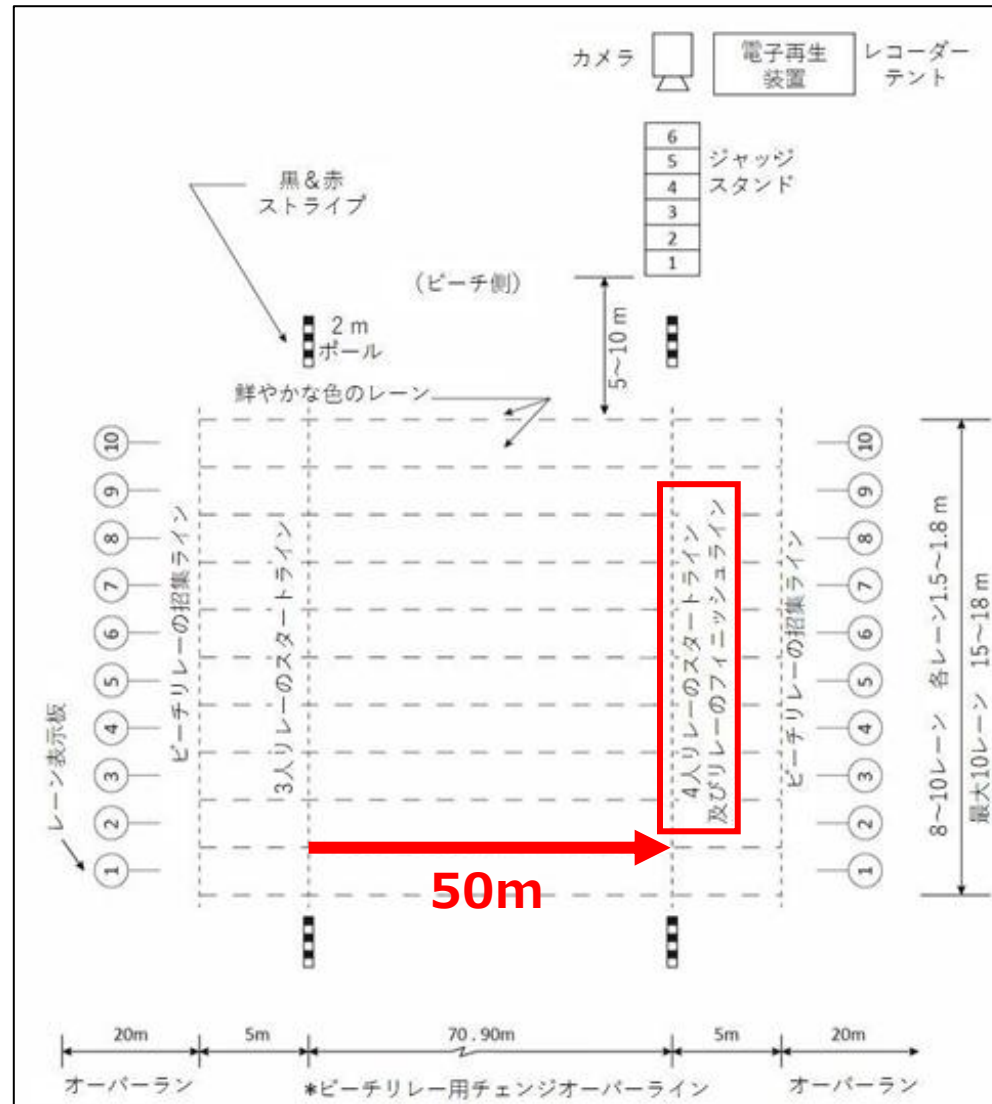 カメラ
電子再生
装置
レコーダー
テント
6
5
4
3
2
1
ジャッジ
スタンド
黒&赤
ストライプ
(ビーチ側)
2 m
ポール
5〜10 m
鮮やかな色のレーン
10
9
8
7
6
5
4
3
2
1
レーン表示板
ビーチリレーの招集ライン
3人リレーのスタートライン
4人リレーのスタートライン
及びリレーのフィニッシュライン
ビーチリレーの招集ライン
10
9
8
7
6
5
4
3
2
1
8〜10レーン 各レーン1.5〜1.8 m
最大10レーン 15〜18 m
50m
20m
5m
70 . 90m
5m
20m
オーバーラン
*ビーチリレー用チェンジオーバーライン
オーバーラン